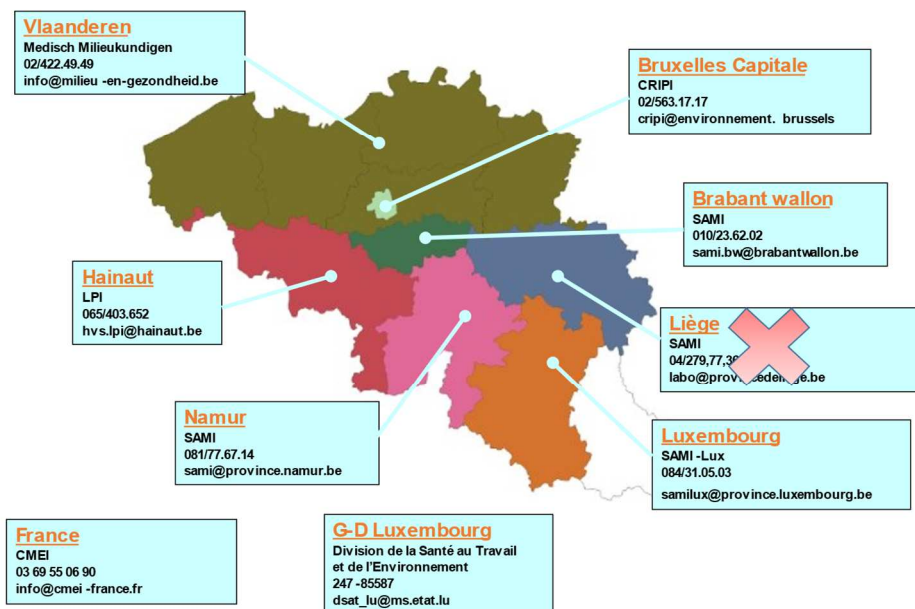 Vlaanderen
Medisch Milieukundigen
02/422.49.49
info@milieu -en-gezondheid.be
Bruxelles Capitale
CRIPI
02/563.17.17
cripi@environnement. brussels
Brabant wallon
SAMI
010/23.62.02
sami.bw@brabantwallon.be
Hainaut
LPI
065/403.652
hvs.lpi@hainaut.be
Liège
SAMI
labo@provincedeliege.be
Namur
SAMI
081/77.67.14
sami@province.namur.be
Luxembourg
SAMI -Lux
084/31.05.03
samilux@province.luxembourg.be
France
CMEI
03 69 55 06 90
info@cmei -france.fr
G-D Luxembourg
Division de la Santé au Travail
et de l'Environnement
247 -85587
dsat_lu@ms.etat.lu